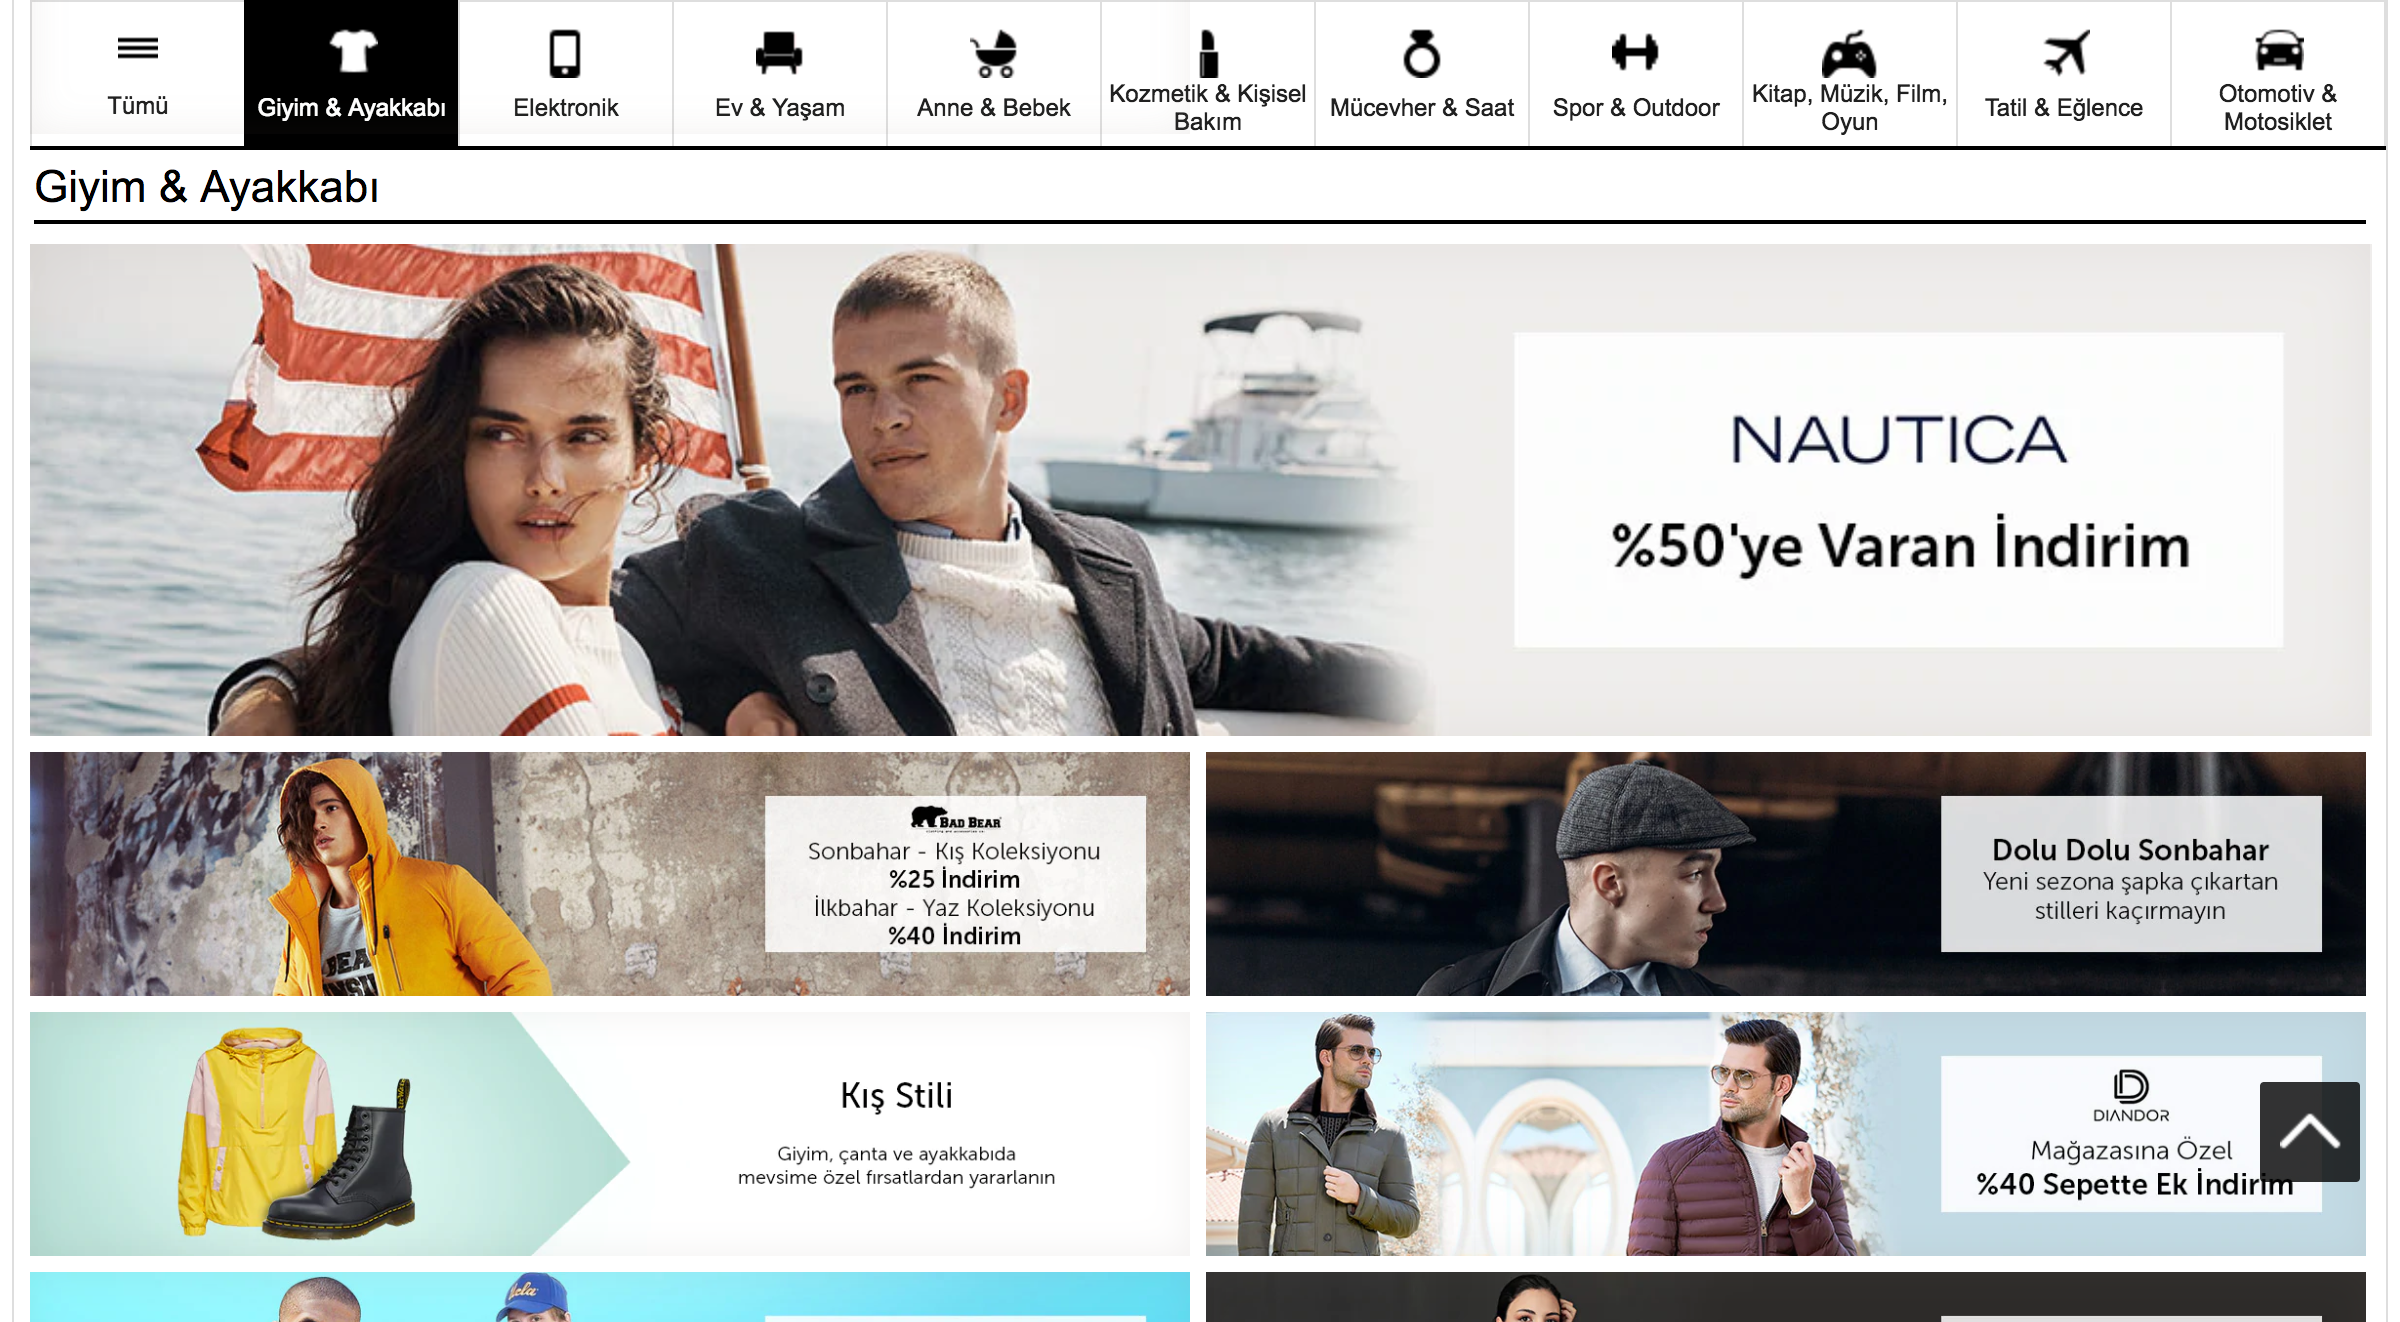 Tümü
Giyim & Ayakkabı
Elektronik
Ev & Yaşam
Anne & Bebek
Kozmetik & Kişisel
Bakım
Mücevher & Saat
Spor & Outdoor
Kitap, Müzik, Film,
Oyun
Tatil & Eğlence
Otomotiv &
Motosiklet
Giyim & Ayakkabı
NAUTICA
%50'ye Varan İndirim
BAD BEAR
Sonbahar - Kış Koleksiyonu
%25 İndirim
İlkbahar - Yaz Koleksiyonu
%40 İndirim
Dolu Dolu Sonbahar
Yeni sezona şapka çıkartan
stilleri kaçırmayın
Kış Stili
Giyim, çanta ve ayakkabıda
mevsime özel fırsatlardan yararlanın
DIANDOR
Mağazasına Özel
%40 Sepette Ek İndirim
ucla